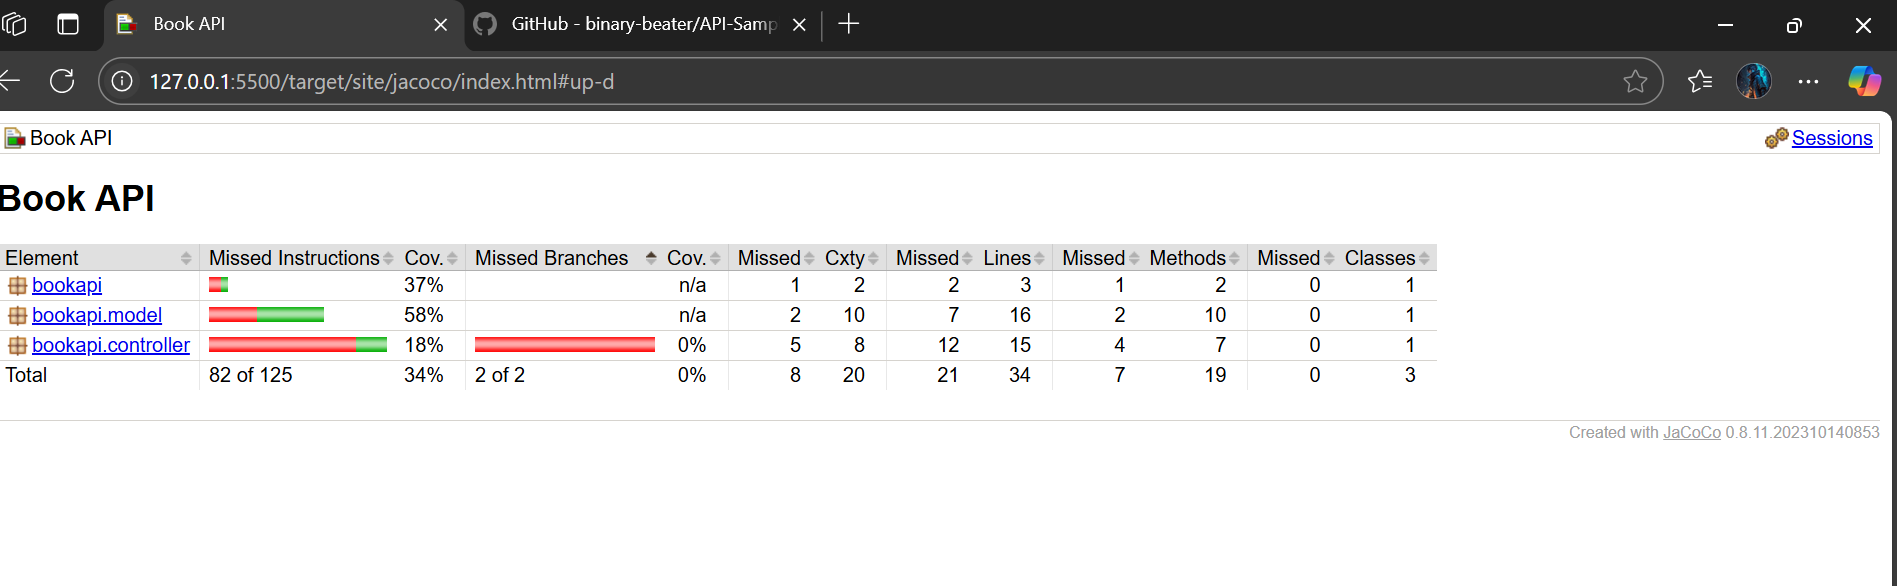 Book API
GitHub - binary-beater/API-Samp
127.0.0.1:5500/target/site/jacoco/index.html#up-d
Book API Sessions
Book API
Element Missed Instructions Cov. Missed Branches Cov. Missed Cxty Missed Lines Missed Methods Missed Classes
bookapi 37% n/a 1 2 2 3 1 2 0 1
bookapi.model 58% n/a 2 10 7 16 2 10 0 1
bookapi.controller 18% 0% 5 8 12 15 4 7 0 1
Total 82 of 125 34% 2 of 2 0% 8 20 21 34 7 19 0 3
Created with JaCoCo 0.8.11.202310140853